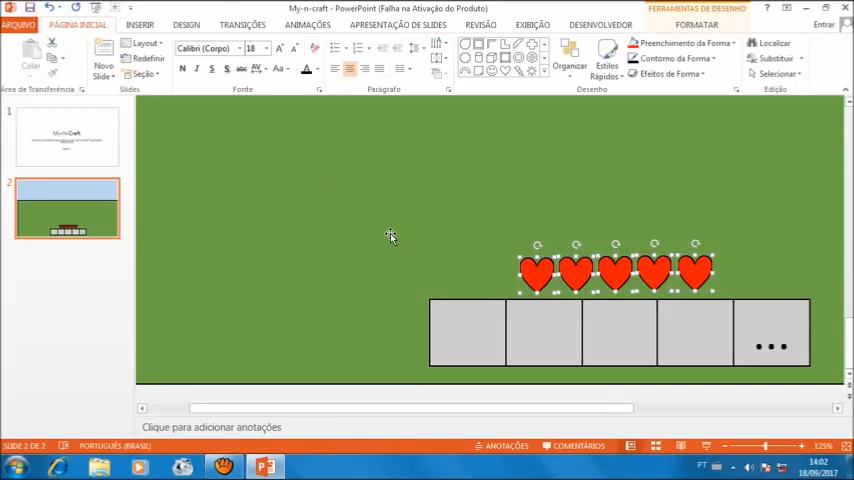 My-n-craft - PowerPoint (Falha na Ativação do Produto)
FERRAMENTAS DE DESENHO
ARQUIVO PÁGINA INICIAL INSERIR DESIGN TRANSIÇÕES ANIMAÇÕES APRESENTAÇÃO DE SLIDES REVISÃO EXIBIÇÃO DESENVOLVEDOR FORMATAR
Entrar
Colar
Novo
Slide
Layout
Redefinir
Seção
Calibri (Corpo) 18
N I S S abc AV Aa A
Organizar
Estilos
Rápidos
Preenchimento da Forma
Contorno da Forma
Efeitos de Forma
Localizar
Substituir
Selecionar
Área de Transferência Slides Fonte Parágrafo Desenho Edição
1
My-N-Craft
2
...
Clique para adicionar anotações
SLIDE 2 DE 2 PORTUGUÊS (BRASIL) ANOTAÇÕES COMENTÁRIOS 125%
PT
14:02
18/09/2017